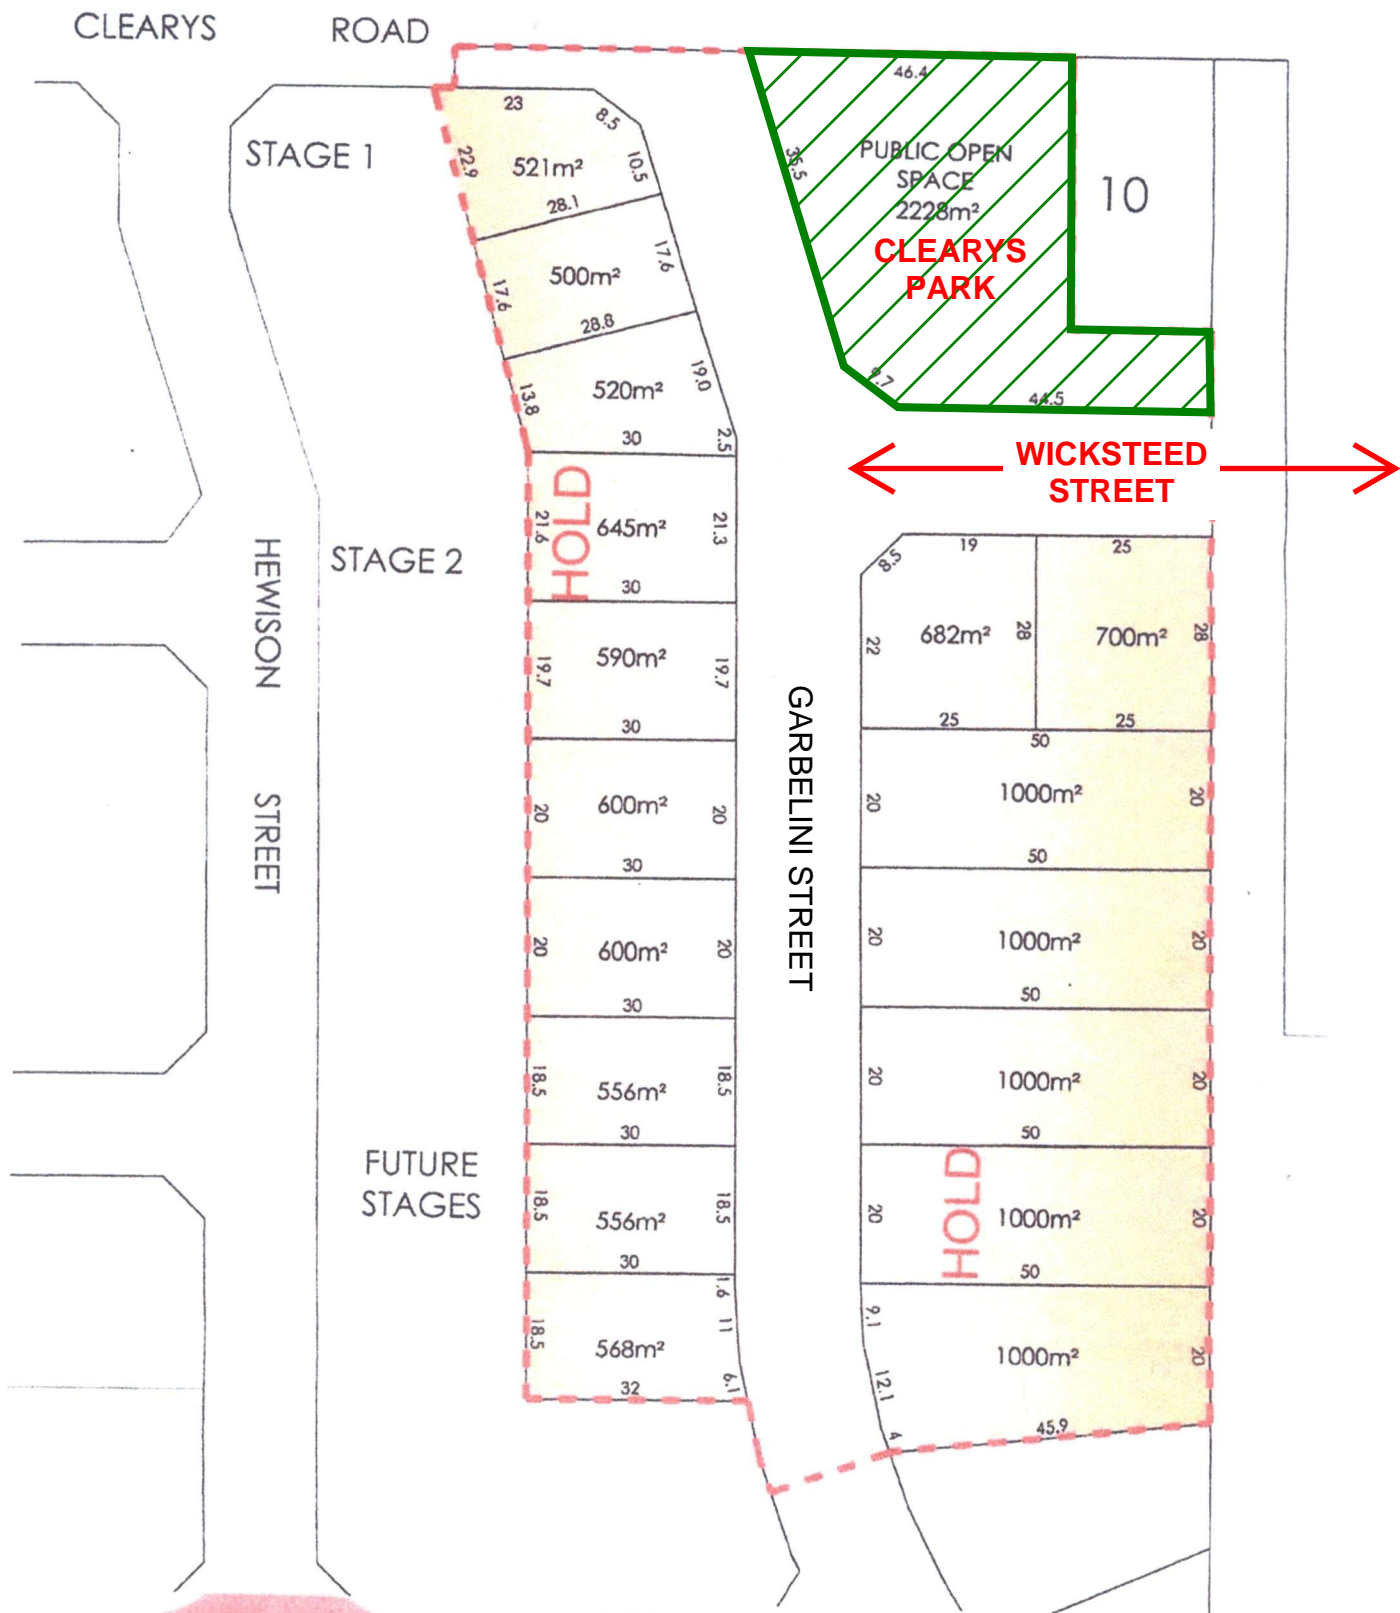 CLEARYS ROAD
STAGE 1
23
8.5
22.9
521m²
10.5
28.1
17.6
500m²
17.6
28.8
13.8
520m²
19.0
30
2.5
46.4
35.5
PUBLIC OPEN
SPACE
2228m²
CLEARYS
PARK
10
9.7
44.5
WICKSTEED
STREET
HEWISON STREET
STAGE 2
HOLD
21.6
645m²
21.3
30
19.7
590m²
19.7
30
20
600m²
20
30
20
600m²
20
30
18.5
556m²
18.5
30
FUTURE
STAGES
18.5
556m²
18.5
30
1.6
11
18.5
568m²
6.1
32
GARBELINI STREET
8.5
19
25
22
682m²
28
700m²
28
25
25
50
20
1000m²
20
50
20
1000m²
20
50
20
1000m²
20
50
HOLD
20
1000m²
20
50
9.1
12.1
1000m²
20
4
45.9